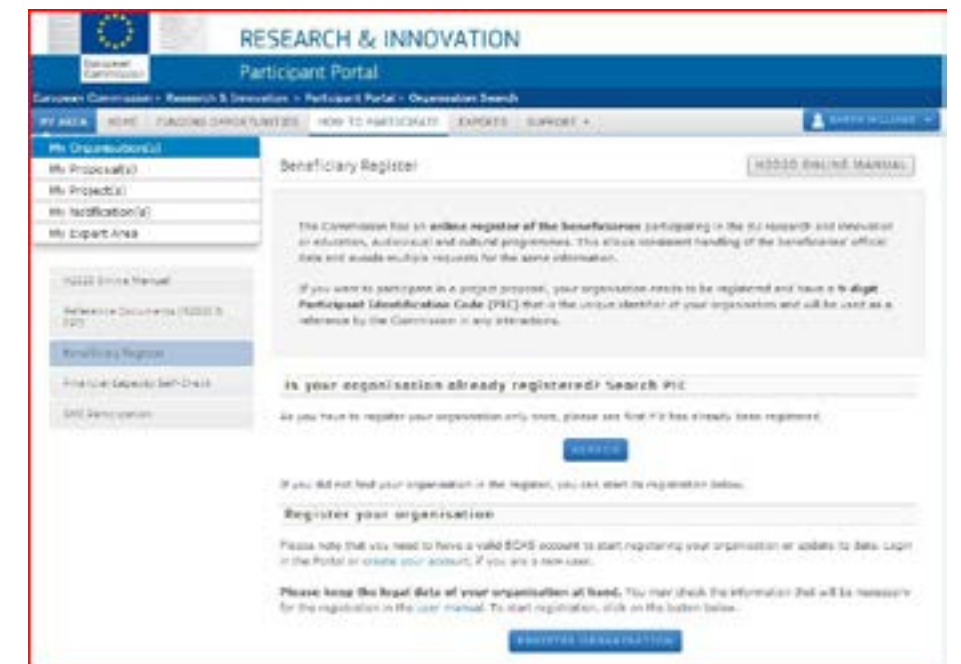 RESEARCH & INNOVATION
European
Commission
Participant Portal
European Commission > Research & Innovation > Participant Portal > Organisation Search
MY AREA HOME FUNDING OPPORTUNITIES HOW TO PARTICIPATE EXPERTS SUPPORT
My Organisation(s)
My Proposal(s)
My Project(s)
My Notification(s)
My Expert Area
H2020 Online Manual
Reference Documents
Beneficiary Register
Financial Capacity Self-Check
SME Participation
Beneficiary Register
H2020 ONLINE MANUAL
The Commission has an online register of the beneficiaries participating in the EU research and innovation
or education, audiovisual and cultural programmes. This allows consistent handling of the beneficiaries' official
data and avoids multiple requests for the same information.
If you want to participate in a project proposal, your organisation needs to be registered and have a 9 digit
Participant Identification Code (PIC) that is the unique identifier of your organisation and will be used as a
reference by the Commission in any interactions.
Is your organisation already registered? Search PIC
As you have to register your organisation only once, please see first if it has already been registered.
SEARCH
If you did not find your organisation in the register, you can start its registration below.
Register your organisation
Please note that you need to have a valid ECAS account to start registering your organisation or update its data. Login
in the Portal or create your account, if you are a new user.
Please keep the legal data of your organisation at hand. You may check the information that will be necessary
for the registration in the user manual. To start registration, click on the button below.
REGISTER ORGANISATION